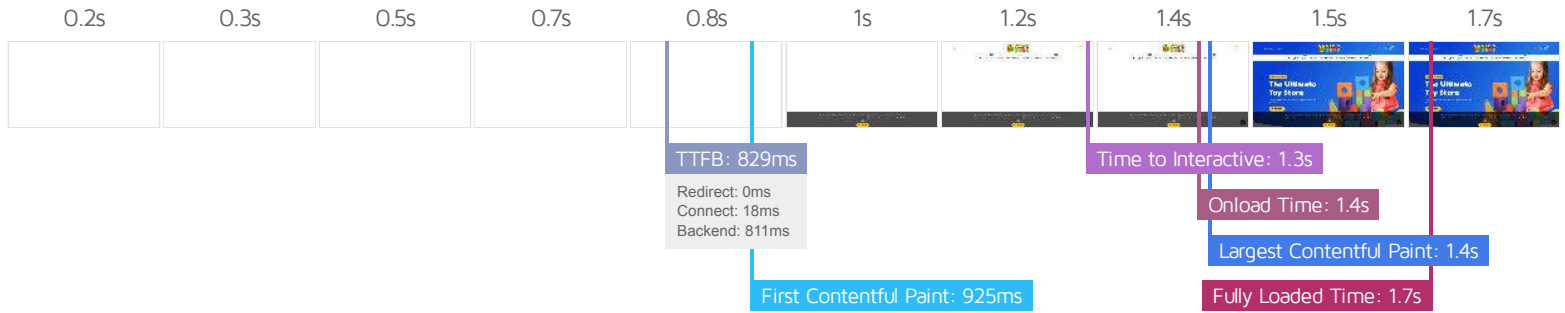 0.2s 0.3s 0.5s 0.7s 0.8s 1s 1.2s 1.4s 1.5s 1.7s
The Ultimate
Toy Store
The Ultimate
Toy Store
TTFB: 829ms
Redirect: 0ms
Connect: 18ms
Backend: 811ms
Time to Interactive: 1.3s
Onload Time: 1.4s
Largest Contentful Paint: 1.4s
First Contentful Paint: 925ms
Fully Loaded Time: 1.7s